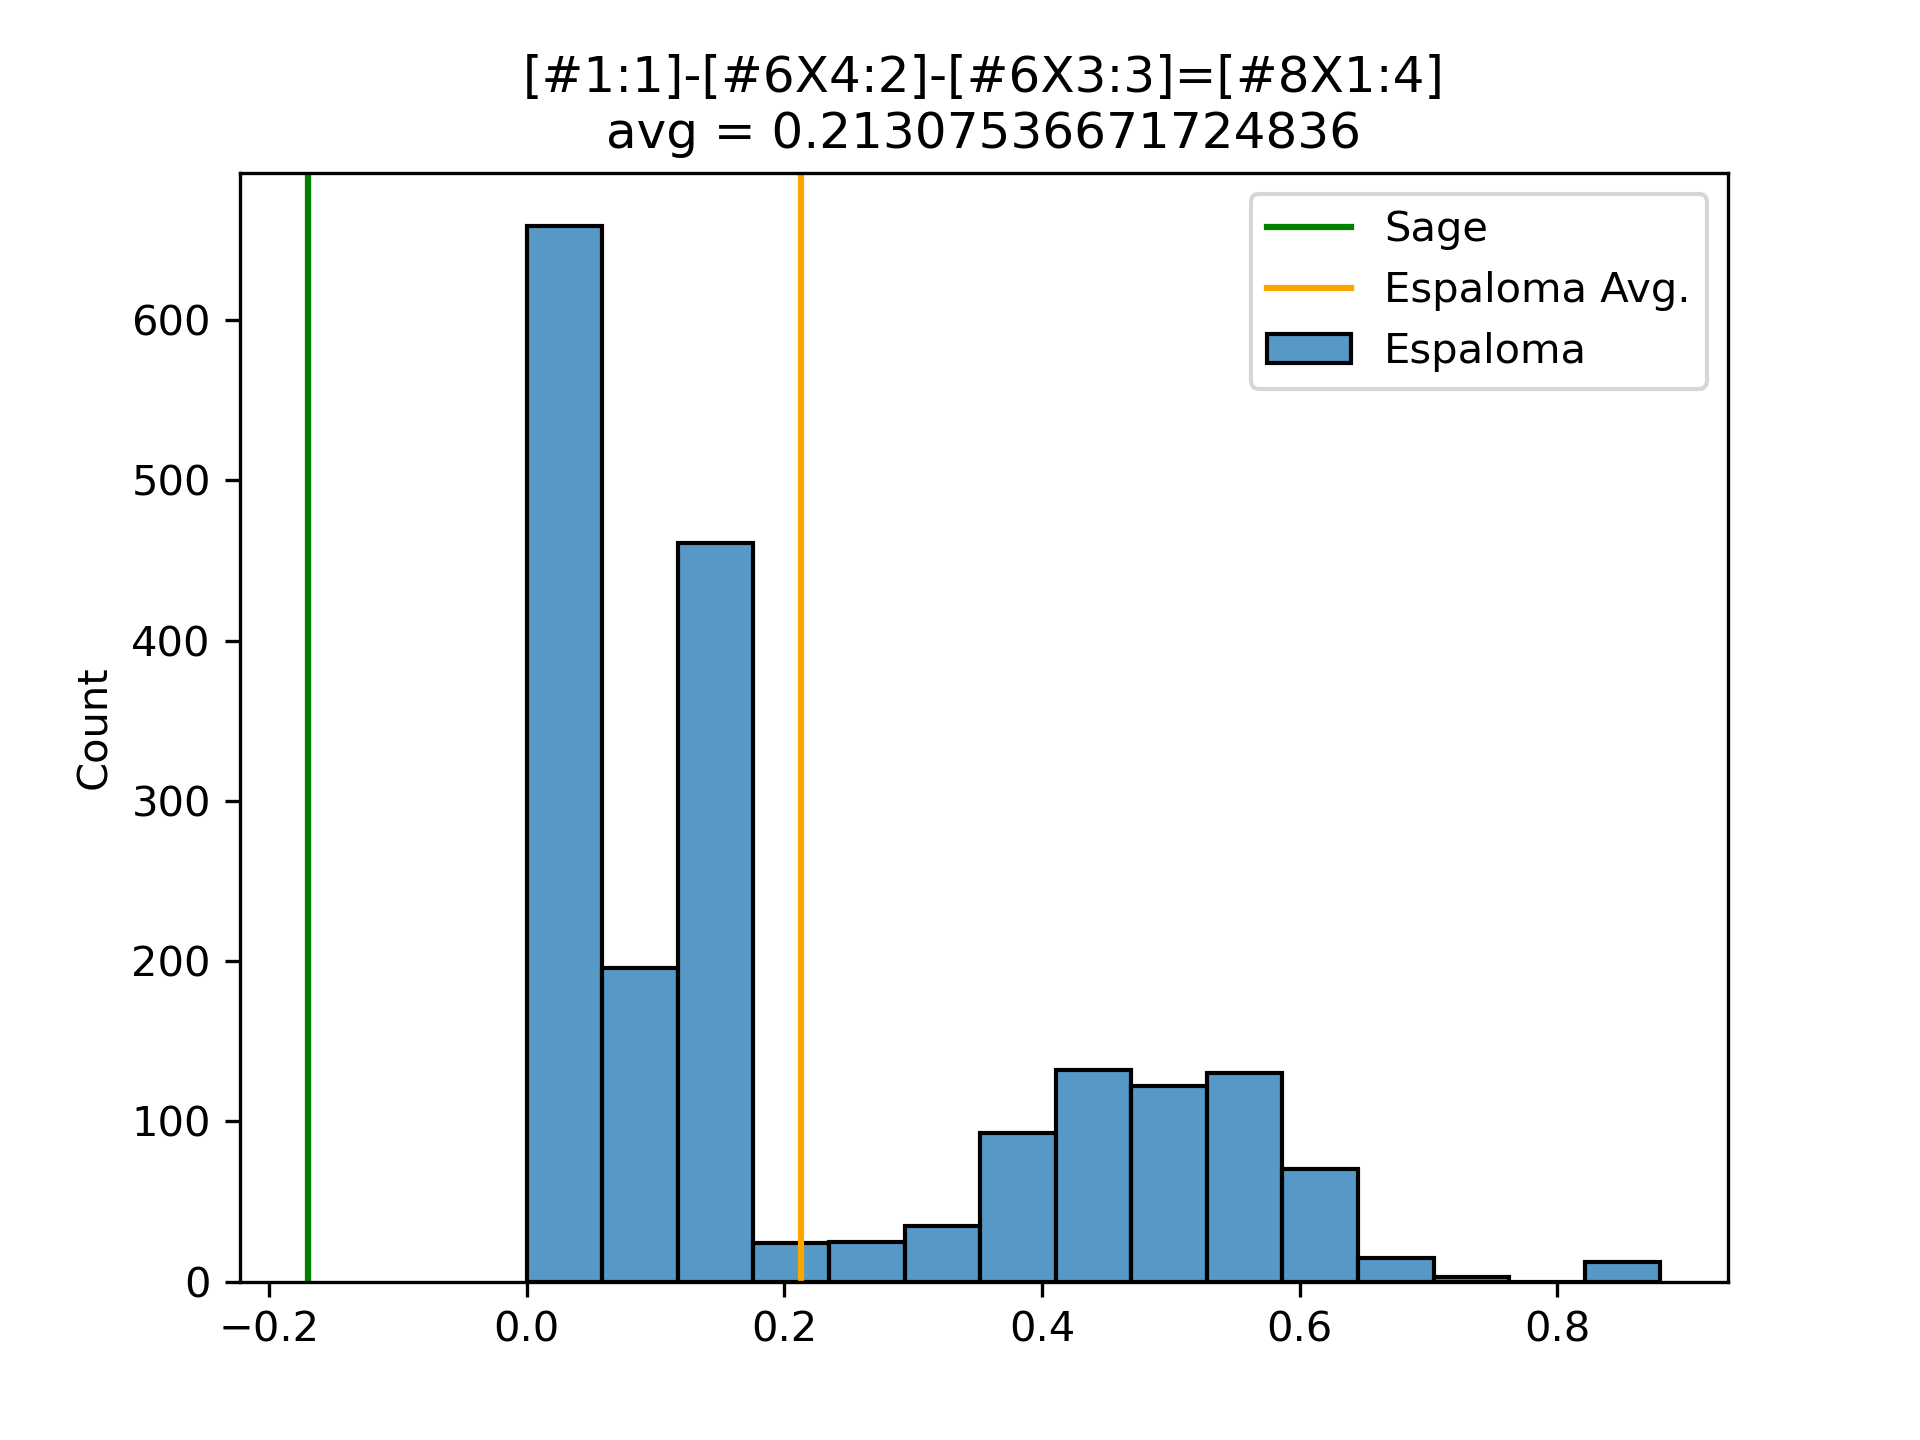 [#1:1]-[#6X4:2]-[#6X3:3]=[#8X1:4]
avg = 0.21307536671724836
Sage
Espaloma Avg.
Espaloma
Count
600
500
400
300
200
100
0
−0.2
0.0
0.2
0.4
0.6
0.8